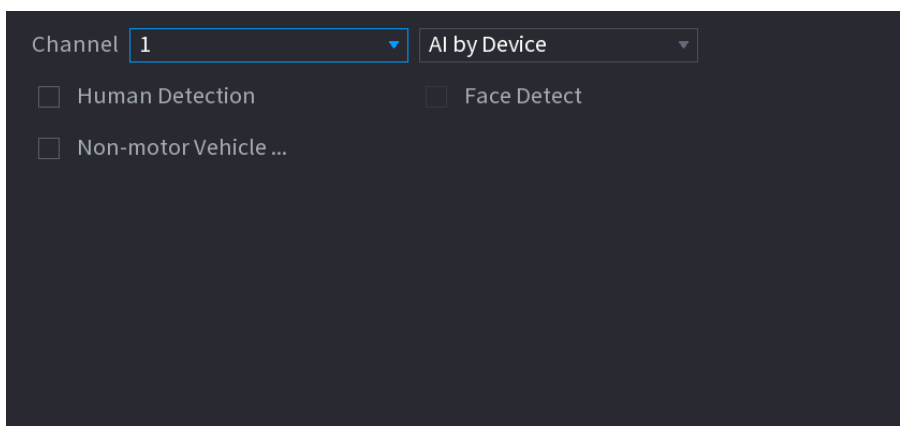 Channel 1 AI by Device
Human Detection Face Detect
Non-motor Vehicle ...